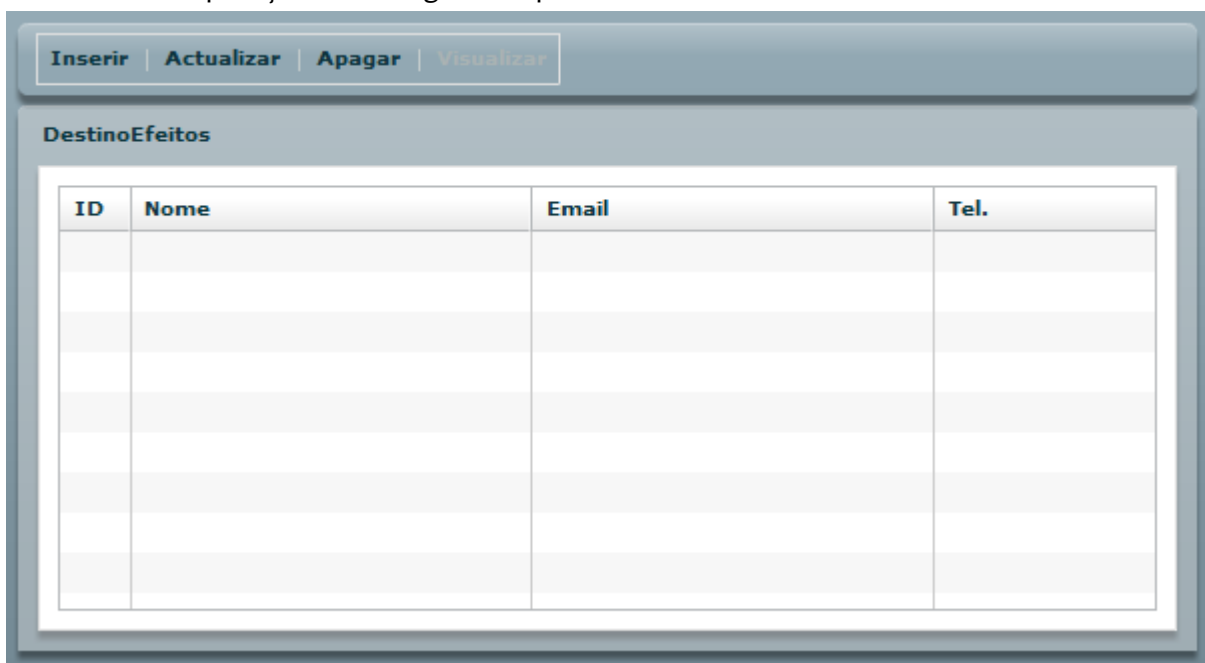 Inserir | Actualizar | Apagar | Visualizar
DestinoEfeitos
ID Nome Email Tel.